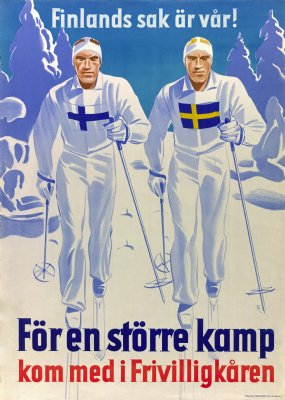 Finlands sak är vår!
För en större kamp
kom med i Frivilligkåren